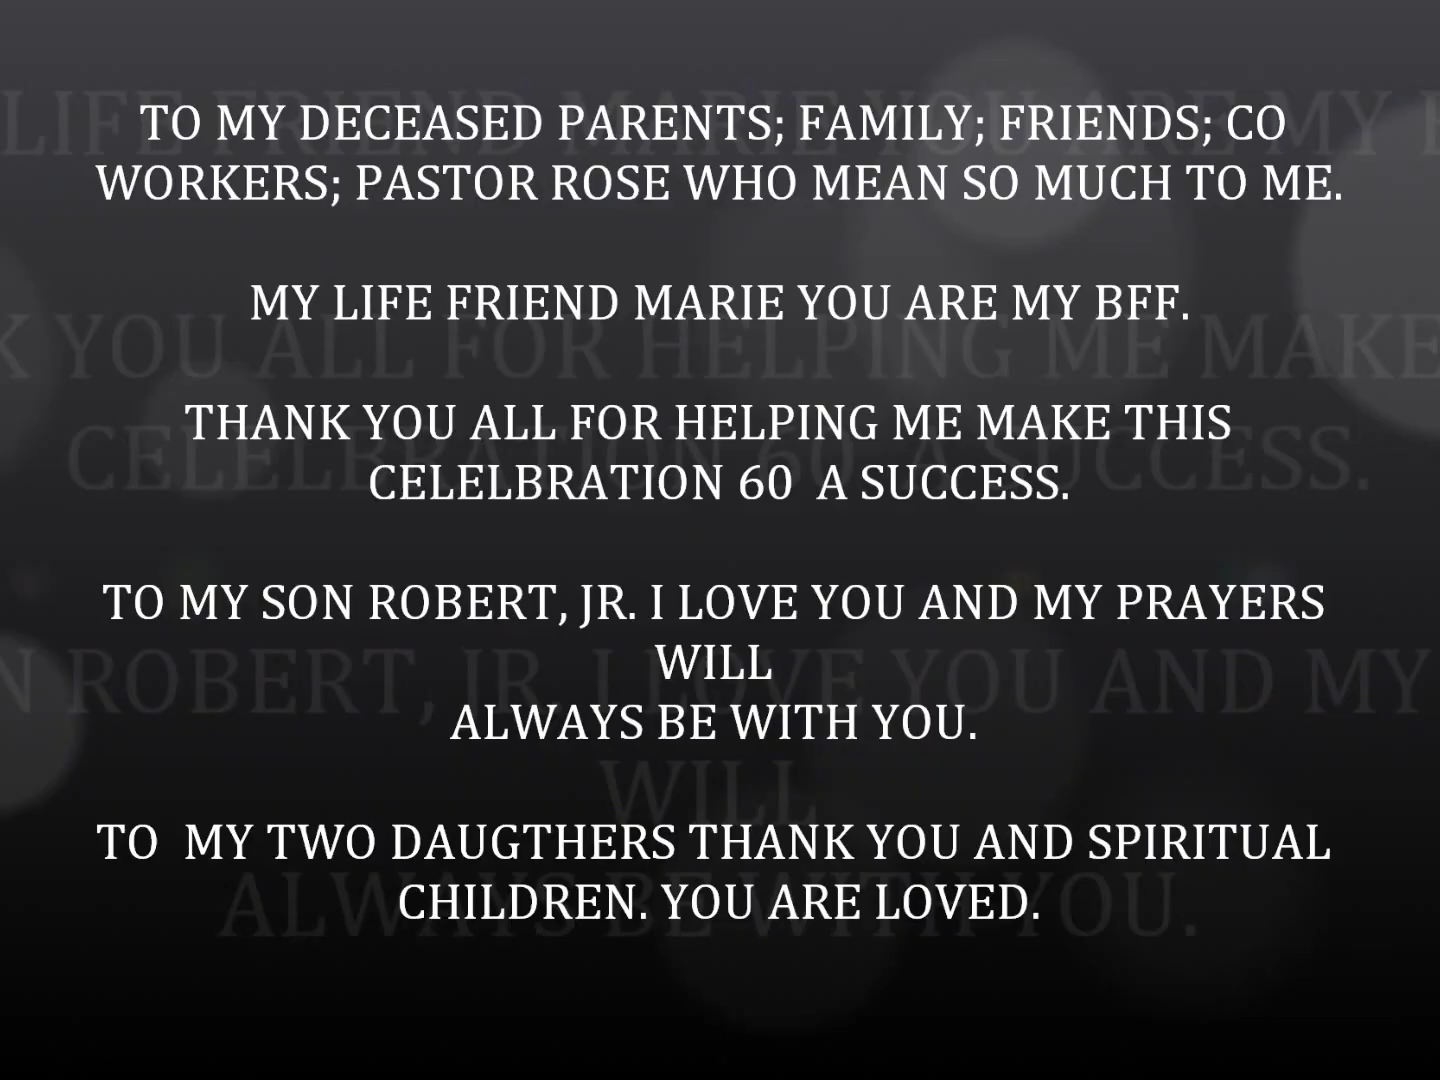 TO MY DECEASED PARENTS; FAMILY; FRIENDS; CO
WORKERS; PASTOR ROSE WHO MEAN SO MUCH TO ME.
MY LIFE FRIEND MARIE YOU ARE MY BFF.
THANK YOU ALL FOR HELPING ME MAKE THIS
CELELBRATION 60  A SUCCESS.
TO MY SON ROBERT, JR. I LOVE YOU AND MY PRAYERS
WILL
ALWAYS BE WITH YOU.
TO  MY TWO DAUGTHERS THANK YOU AND SPIRITUAL
CHILDREN. YOU ARE LOVED.